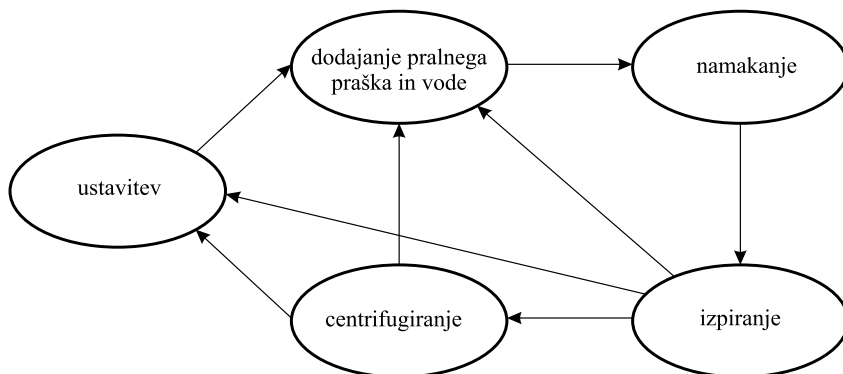 dodajanje pralnega
praška in vode
namakanje
ustavitev
centrifugiranje
izpiranje